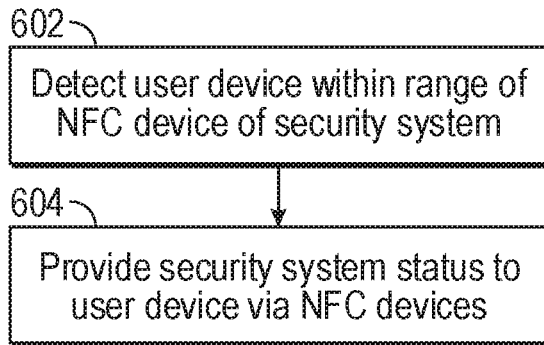 602
Detect user device within range of
NFC device of security system
604
Provide security system status to
user device via NFC devices